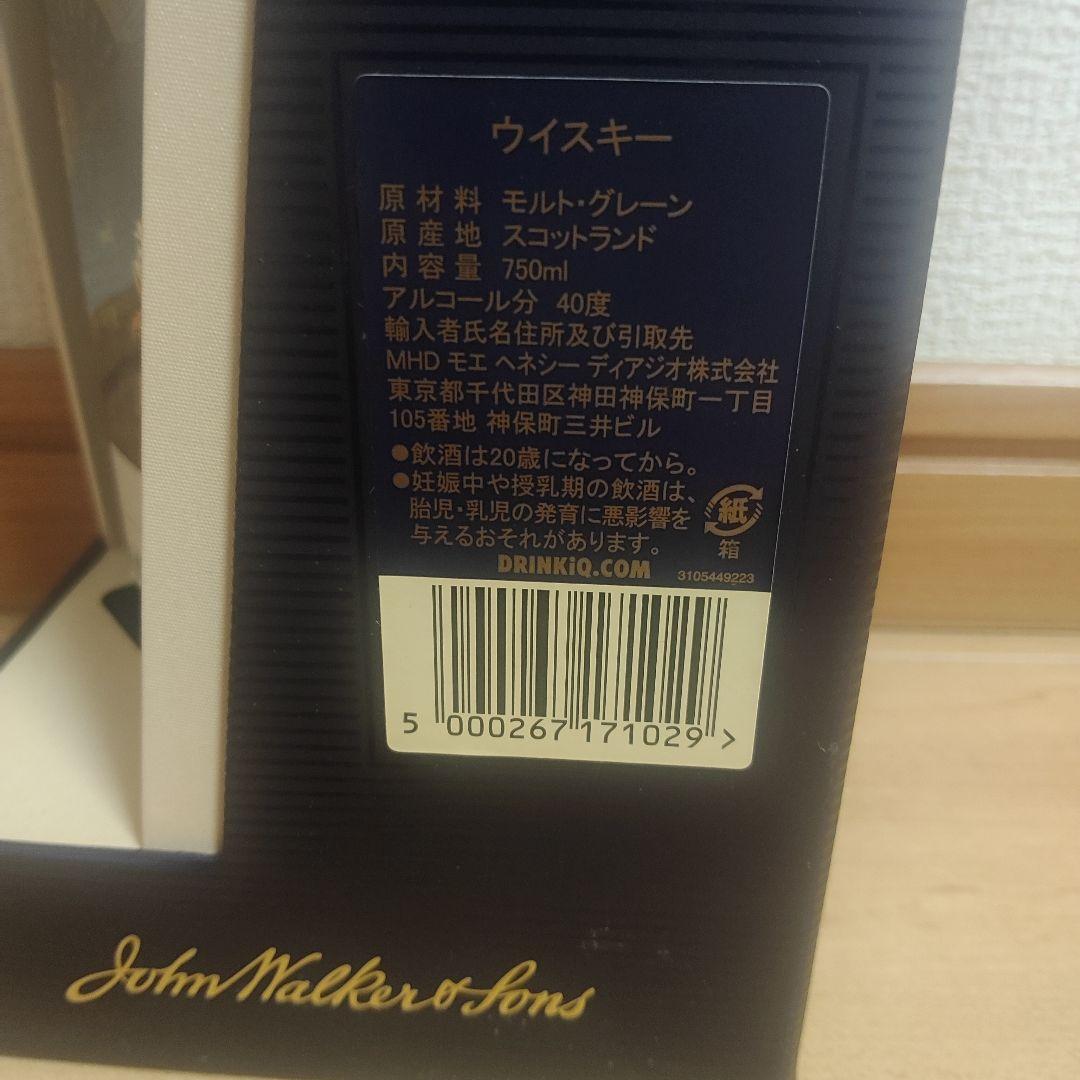 ウイスキー
原材料 モルト・グレーン
原産地 スコットランド
内容量 750ml
アルコール分 40度
輸入者氏名住所及び引取先
MHD モエ ヘネシー ディアジオ株式会社
東京都千代田区神田神保町一丁目
105番地 神保町三井ビル
●飲酒は20歳になってから。
●妊娠中や授乳期の飲酒は、
胎児・乳児の発育に悪影響を
与えるおそれがあります。
紙
箱
DRINKiQ.COM
3105449223
5 000267 171029 >
John Walker & Sons